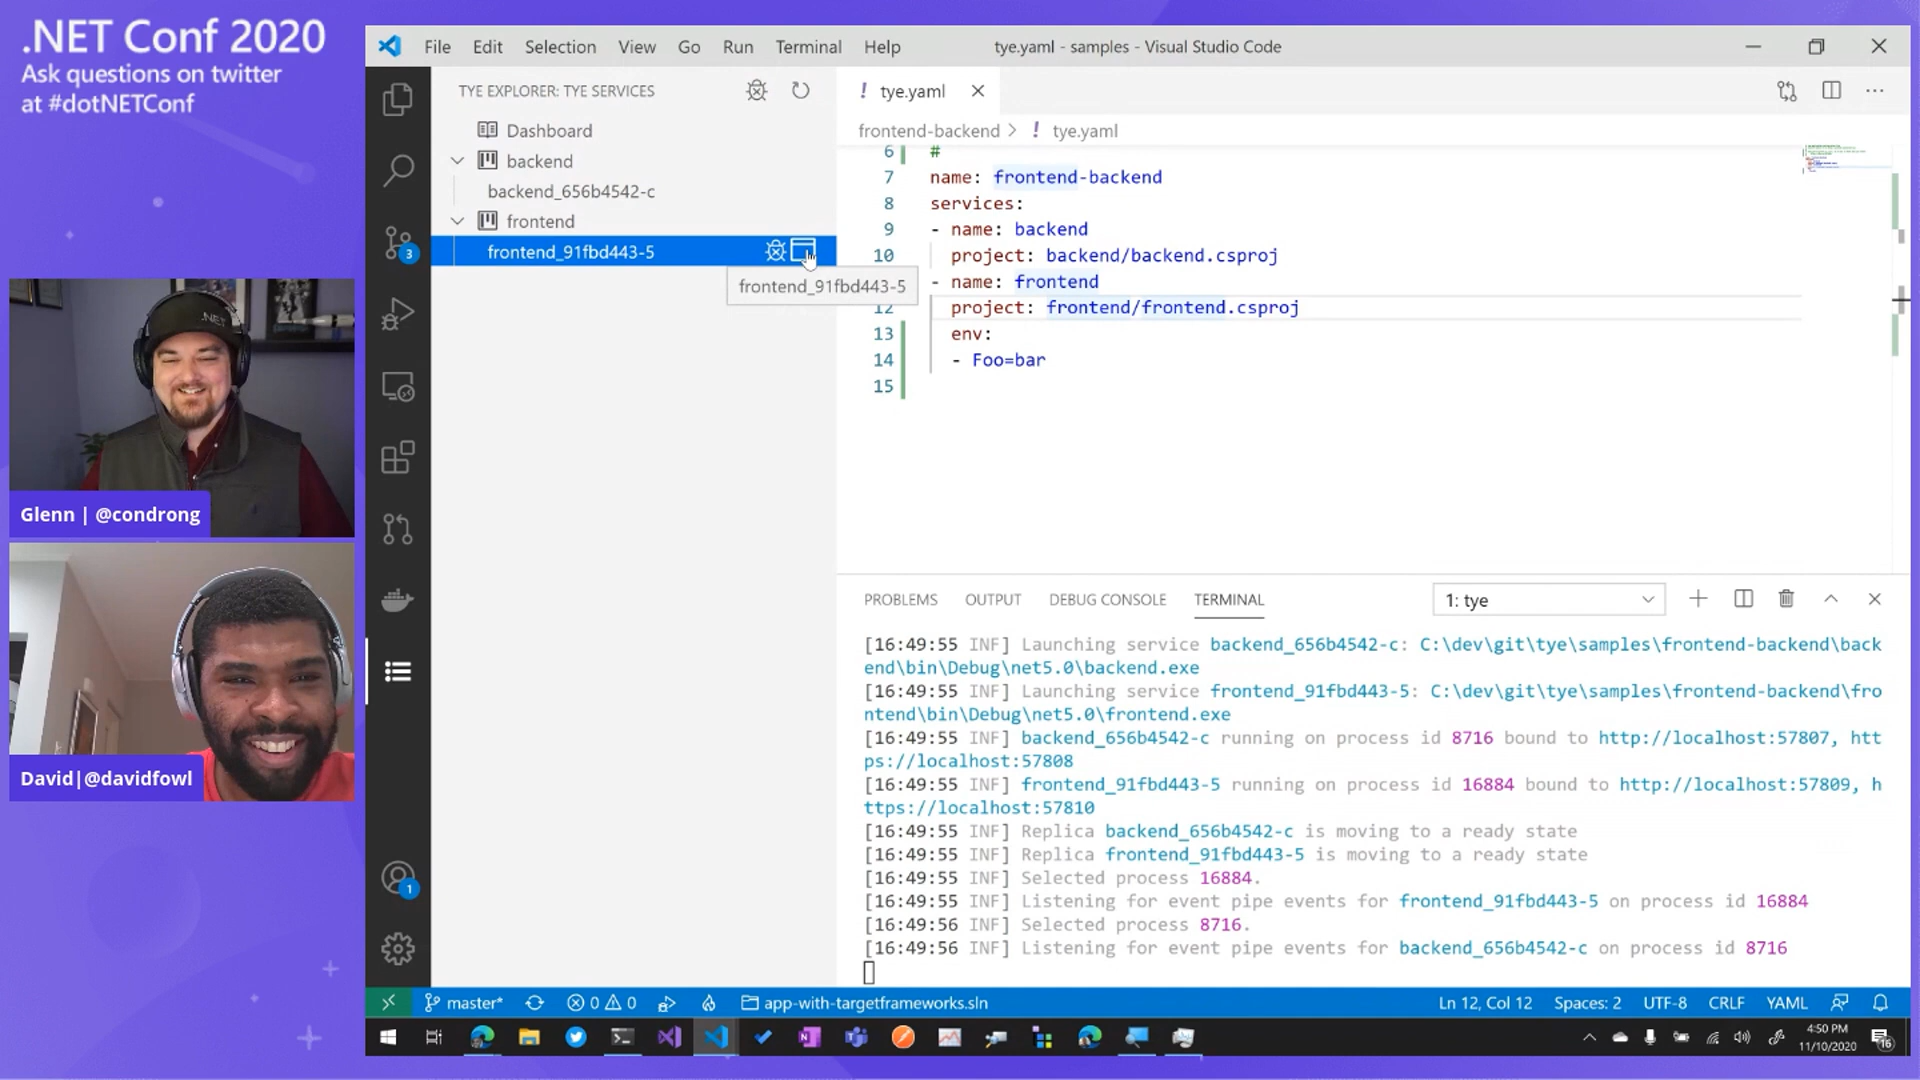 .NET Conf 2020
Ask questions on twitter
at #dotNETConf
.NET
Glenn | @condrong
David|@davidfowl
File Edit Selection View Go Run Terminal Help
tye.yaml - samples - Visual Studio Code
TYE EXPLORER: TYE SERVICES
Dashboard
backend
backend_656b4542-c
frontend
frontend_91fbd443-5
frontend_91fbd443-5
3
1
! tye.yaml
frontend-backend > ! tye.yaml
6 #
7 name: frontend-backend
8 services:
9 - name: backend
10 project: backend/backend.csproj
- name: frontend
12 project: frontend/frontend.csproj
13 env:
14 - Foo=bar
15
PROBLEMS OUTPUT DEBUG CONSOLE TERMINAL 1: tye
[16:49:55 INF] Launching service backend_656b4542-c: C:\dev\git\tye\samples\frontend-backend\back
end\bin\Debug\net5.0\backend.exe
[16:49:55 INF] Launching service frontend_91fbd443-5: C:\dev\git\tye\samples\frontend-backend\fro
ntend\bin\Debug\net5.0\frontend.exe
[16:49:55 INF] backend_656b4542-c running on process id 8716 bound to http://localhost:57807, htt
ps://localhost:57808
[16:49:55 INF] frontend_91fbd443-5 running on process id 16884 bound to http://localhost:57809, h
ttps://localhost:57810
[16:49:55 INF] Replica backend_656b4542-c is moving to a ready state
[16:49:55 INF] Replica frontend_91fbd443-5 is moving to a ready state
[16:49:55 INF] Selected process 16884.
[16:49:55 INF] Listening for event pipe events for frontend_91fbd443-5 on process id 16884
[16:49:56 INF] Selected process 8716.
[16:49:56 INF] Listening for event pipe events for backend_656b4542-c on process id 8716
master* 0 0 app-with-targetframeworks.sln Ln 12, Col 12 Spaces: 2 UTF-8 CRLF YAML
4:50 PM
11/10/2020
16